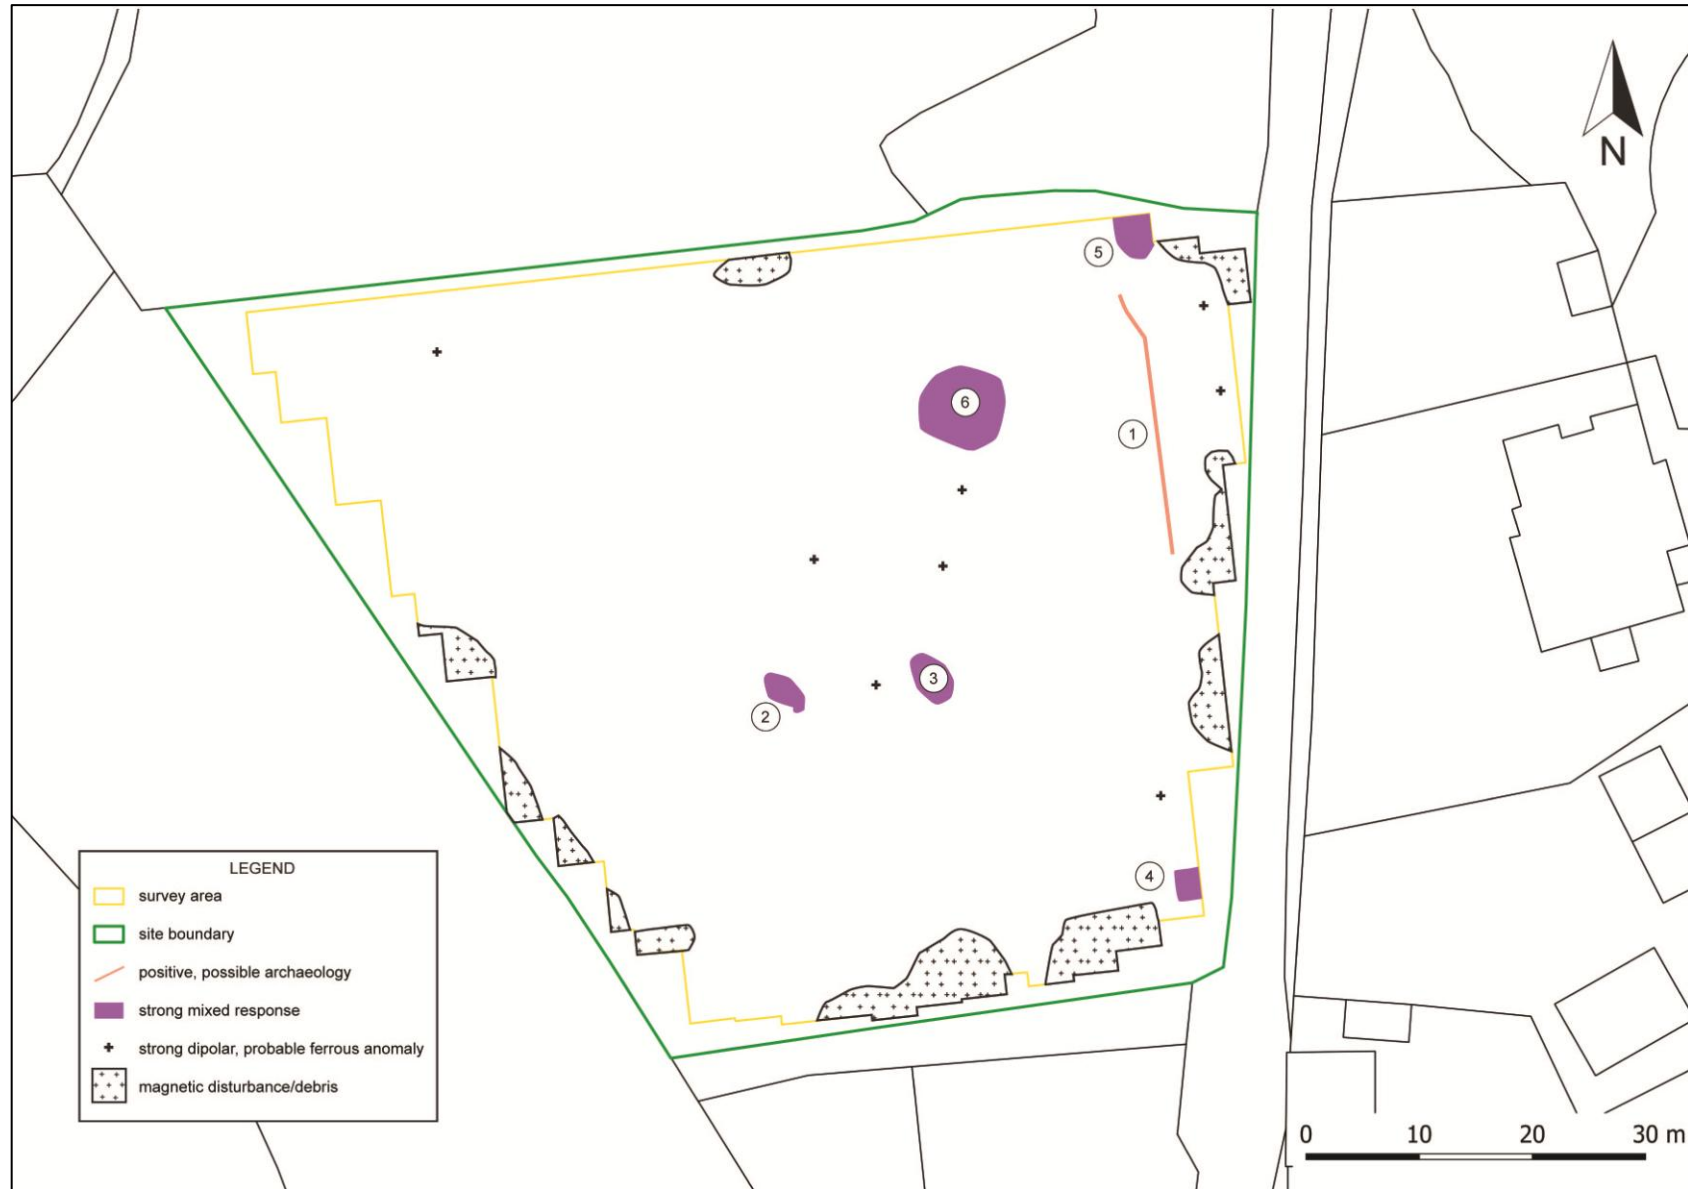 N
5
6
1
3
2
4
LEGEND
survey area
site boundary
positive, possible archaeology
strong mixed response
strong dipolar, probable ferrous anomaly
magnetic disturbance/debris
0 10 20 30 m